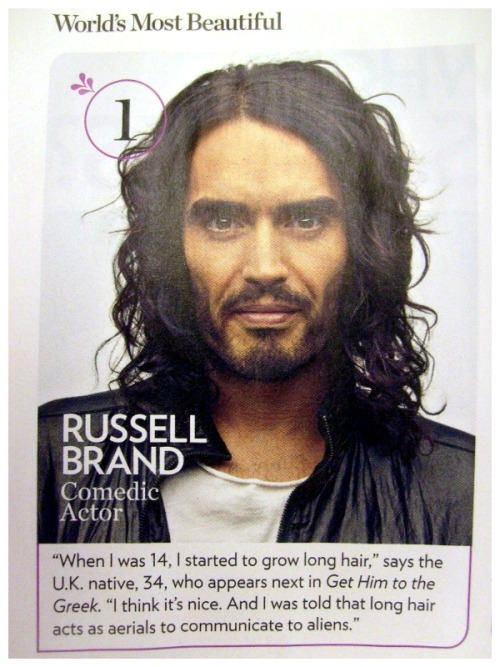 World's Most Beautiful
1
RUSSELL
BRAND
Comedic
Actor
“When I was 14, I started to grow long hair,” says the
U.K. native, 34, who appears next in Get Him to the
Greek. “I think it’s nice. And I was told that long hair
acts as aerials to communicate to aliens.”